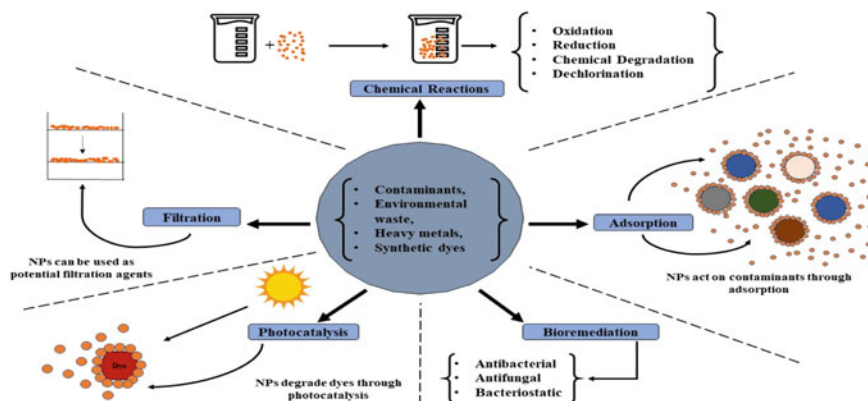 +
• Oxidation
• Reduction
• Chemical Degradation
• Dechlorination
Chemical Reactions
Filtration
NPs can be used as
potential filtration agents
• Contaminants,
• Environmental
waste,
• Heavy metals,
• Synthetic dyes
Adsorption
NPs act on contaminants through
adsorption
Photocatalysis
Dye
NPs degrade dyes through
photocatalysis
Bioremediation
• Antibacterial
• Antifungal
• Bacteriostatic